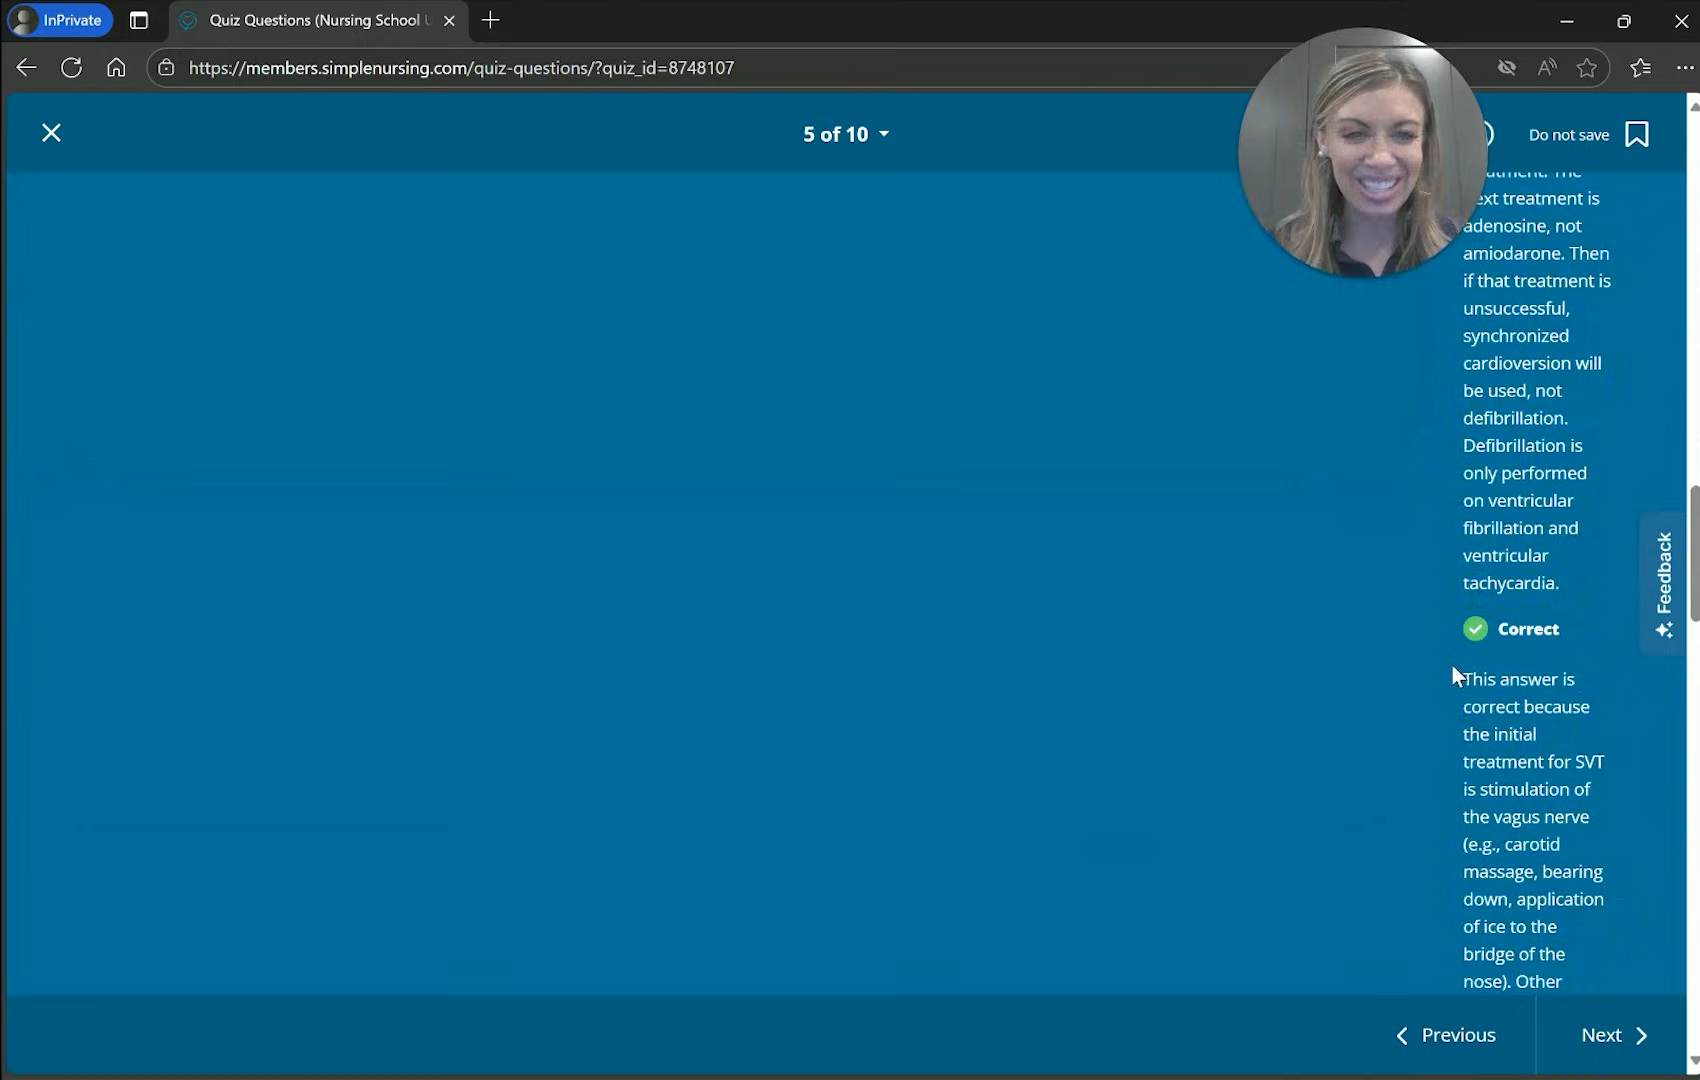 InPrivate
Quiz Questions (Nursing School
https://members.simplenursing.com/quiz-questions/?quiz_id=8748107
5 of 10
Do not save
treatment. The
next treatment is
adenosine, not
amiodarone. Then
if that treatment is
unsuccessful,
synchronized
cardioversion will
be used, not
defibrillation.
Defibrillation is
only performed
on ventricular
fibrillation and
ventricular
tachycardia.
Correct
This answer is
correct because
the initial
treatment for SVT
is stimulation of
the vagus nerve
(e.g., carotid
massage, bearing
down, application
of ice to the
bridge of the
nose). Other
Feedback
Previous
Next